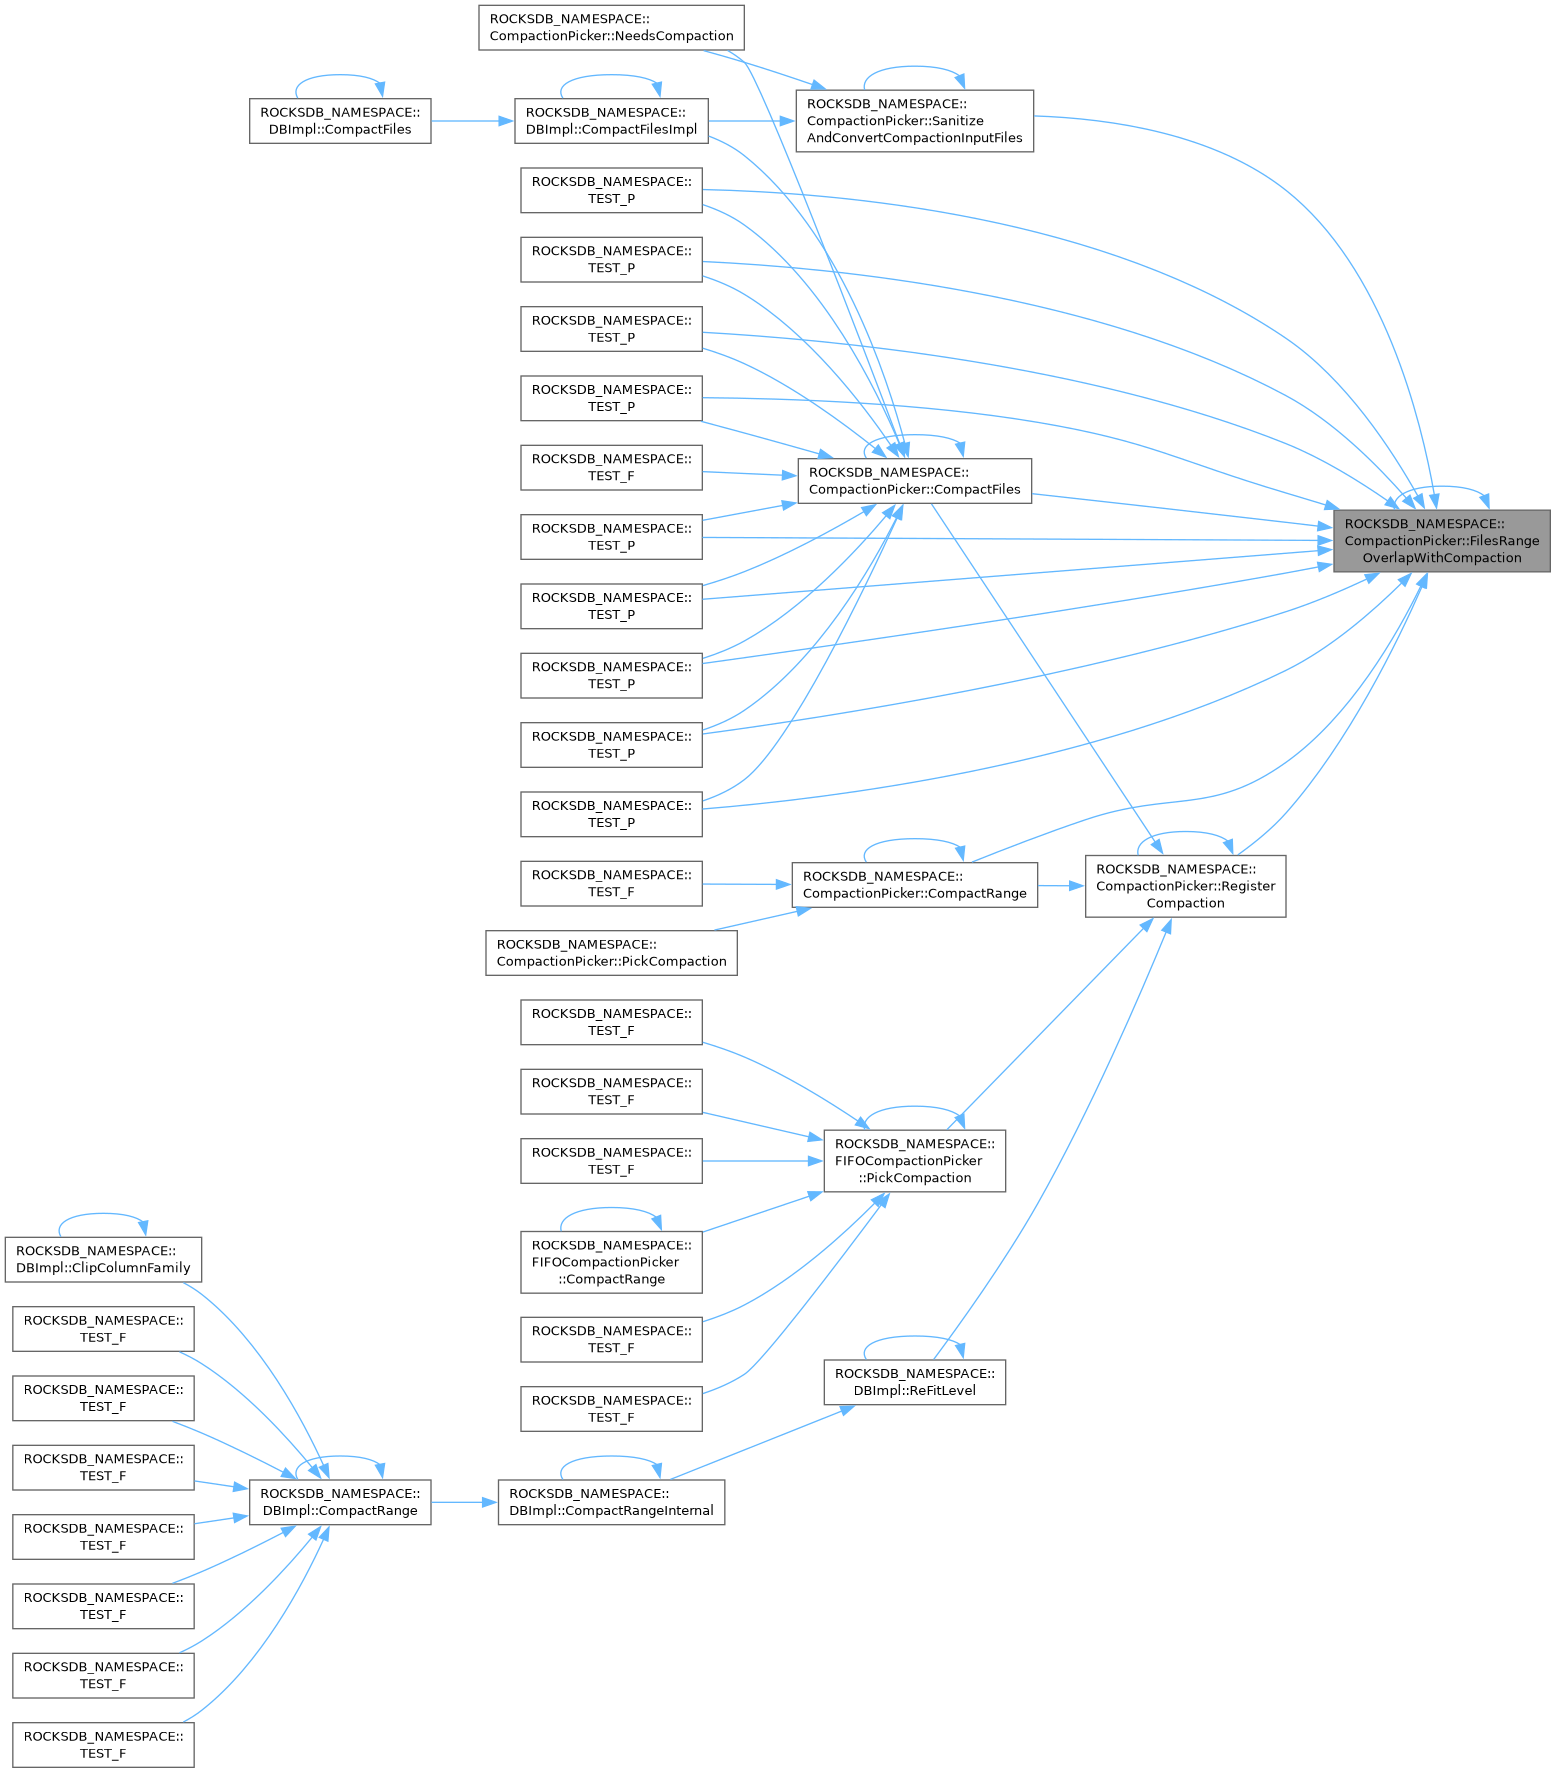 ROCKSDB_NAMESPACE::
CompactionPicker::NeedsCompaction
ROCKSDB_NAMESPACE::
DBImpl::CompactFiles
ROCKSDB_NAMESPACE::
DBImpl::CompactFilesImpl
ROCKSDB_NAMESPACE::
CompactionPicker::Sanitize
AndConvertCompactionInputFiles
ROCKSDB_NAMESPACE::
TEST_P
ROCKSDB_NAMESPACE::
TEST_P
ROCKSDB_NAMESPACE::
TEST_P
ROCKSDB_NAMESPACE::
TEST_P
ROCKSDB_NAMESPACE::
TEST_F
ROCKSDB_NAMESPACE::
CompactionPicker::CompactFiles
ROCKSDB_NAMESPACE::
CompactionPicker::FilesRange
OverlapWithCompaction
ROCKSDB_NAMESPACE::
TEST_P
ROCKSDB_NAMESPACE::
TEST_P
ROCKSDB_NAMESPACE::
TEST_P
ROCKSDB_NAMESPACE::
TEST_P
ROCKSDB_NAMESPACE::
TEST_P
ROCKSDB_NAMESPACE::
TEST_F
ROCKSDB_NAMESPACE::
CompactionPicker::CompactRange
ROCKSDB_NAMESPACE::
CompactionPicker::Register
Compaction
ROCKSDB_NAMESPACE::
CompactionPicker::PickCompaction
ROCKSDB_NAMESPACE::
TEST_F
ROCKSDB_NAMESPACE::
TEST_F
ROCKSDB_NAMESPACE::
TEST_F
ROCKSDB_NAMESPACE::
FIFOCompactionPicker
::PickCompaction
ROCKSDB_NAMESPACE::
FIFOCompactionPicker
::CompactRange
ROCKSDB_NAMESPACE::
DBImpl::ClipColumnFamily
ROCKSDB_NAMESPACE::
TEST_F
ROCKSDB_NAMESPACE::
TEST_F
ROCKSDB_NAMESPACE::
DBImpl::ReFitLevel
ROCKSDB_NAMESPACE::
TEST_F
ROCKSDB_NAMESPACE::
TEST_F
ROCKSDB_NAMESPACE::
TEST_F
ROCKSDB_NAMESPACE::
DBImpl::CompactRange
ROCKSDB_NAMESPACE::
DBImpl::CompactRangeInternal
ROCKSDB_NAMESPACE::
TEST_F
ROCKSDB_NAMESPACE::
TEST_F
ROCKSDB_NAMESPACE::
TEST_F
ROCKSDB_NAMESPACE::
TEST_F